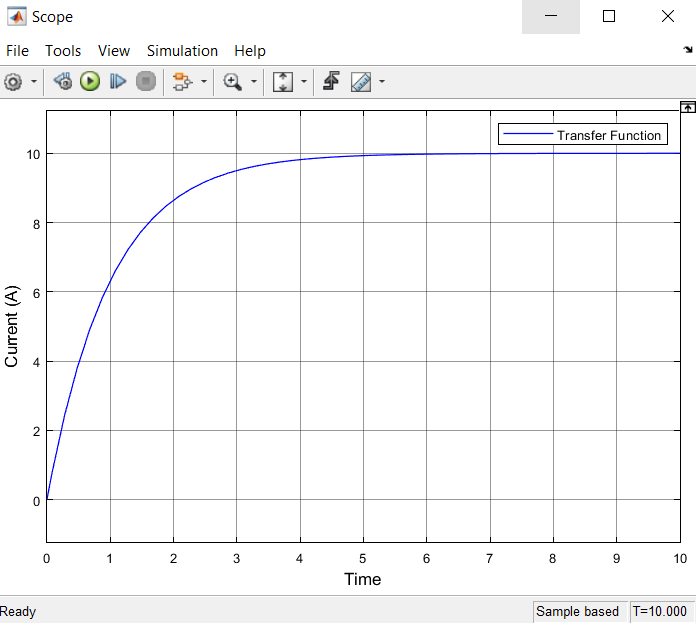 Scope
File Tools View Simulation Help
Transfer Function
10
8
6
4
2
0
Current (A)
0 1 2 3 4 5 6 7 8 9 10
Time
Ready
Sample based T=10.000